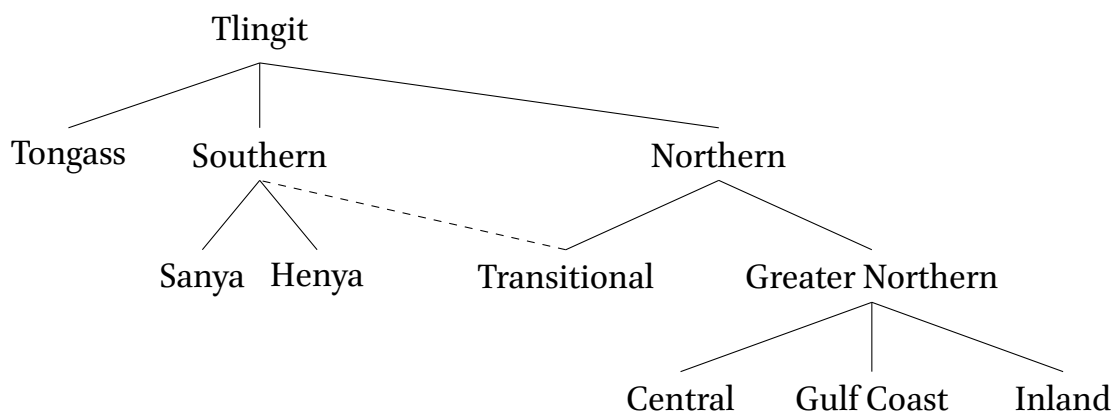 Tlingit
Tongass Southern Northern
Sanya Henya Transitional Greater Northern
Central Gulf Coast Inland